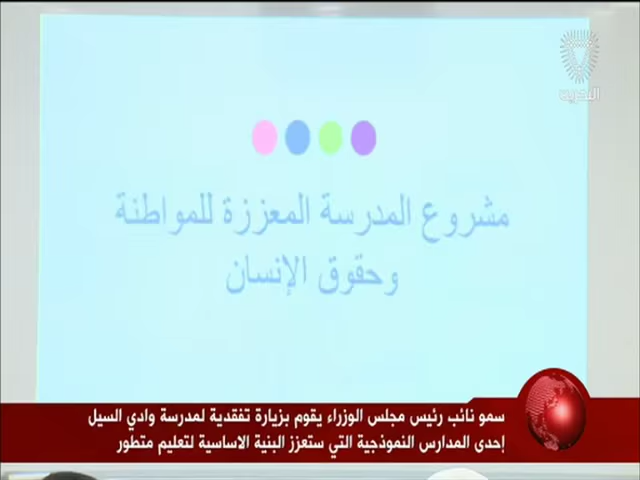 البحرين
مشروع المدرسة المعززة للمواطنة
وحقوق الإنسان
سمو نائب رئيس مجلس الوزراء يقوم بزيارة تفقدية لمدرسة وادي السيل
إحدى المدارس النموذجية التي ستعزز البنية الاساسية لتعليم متطور